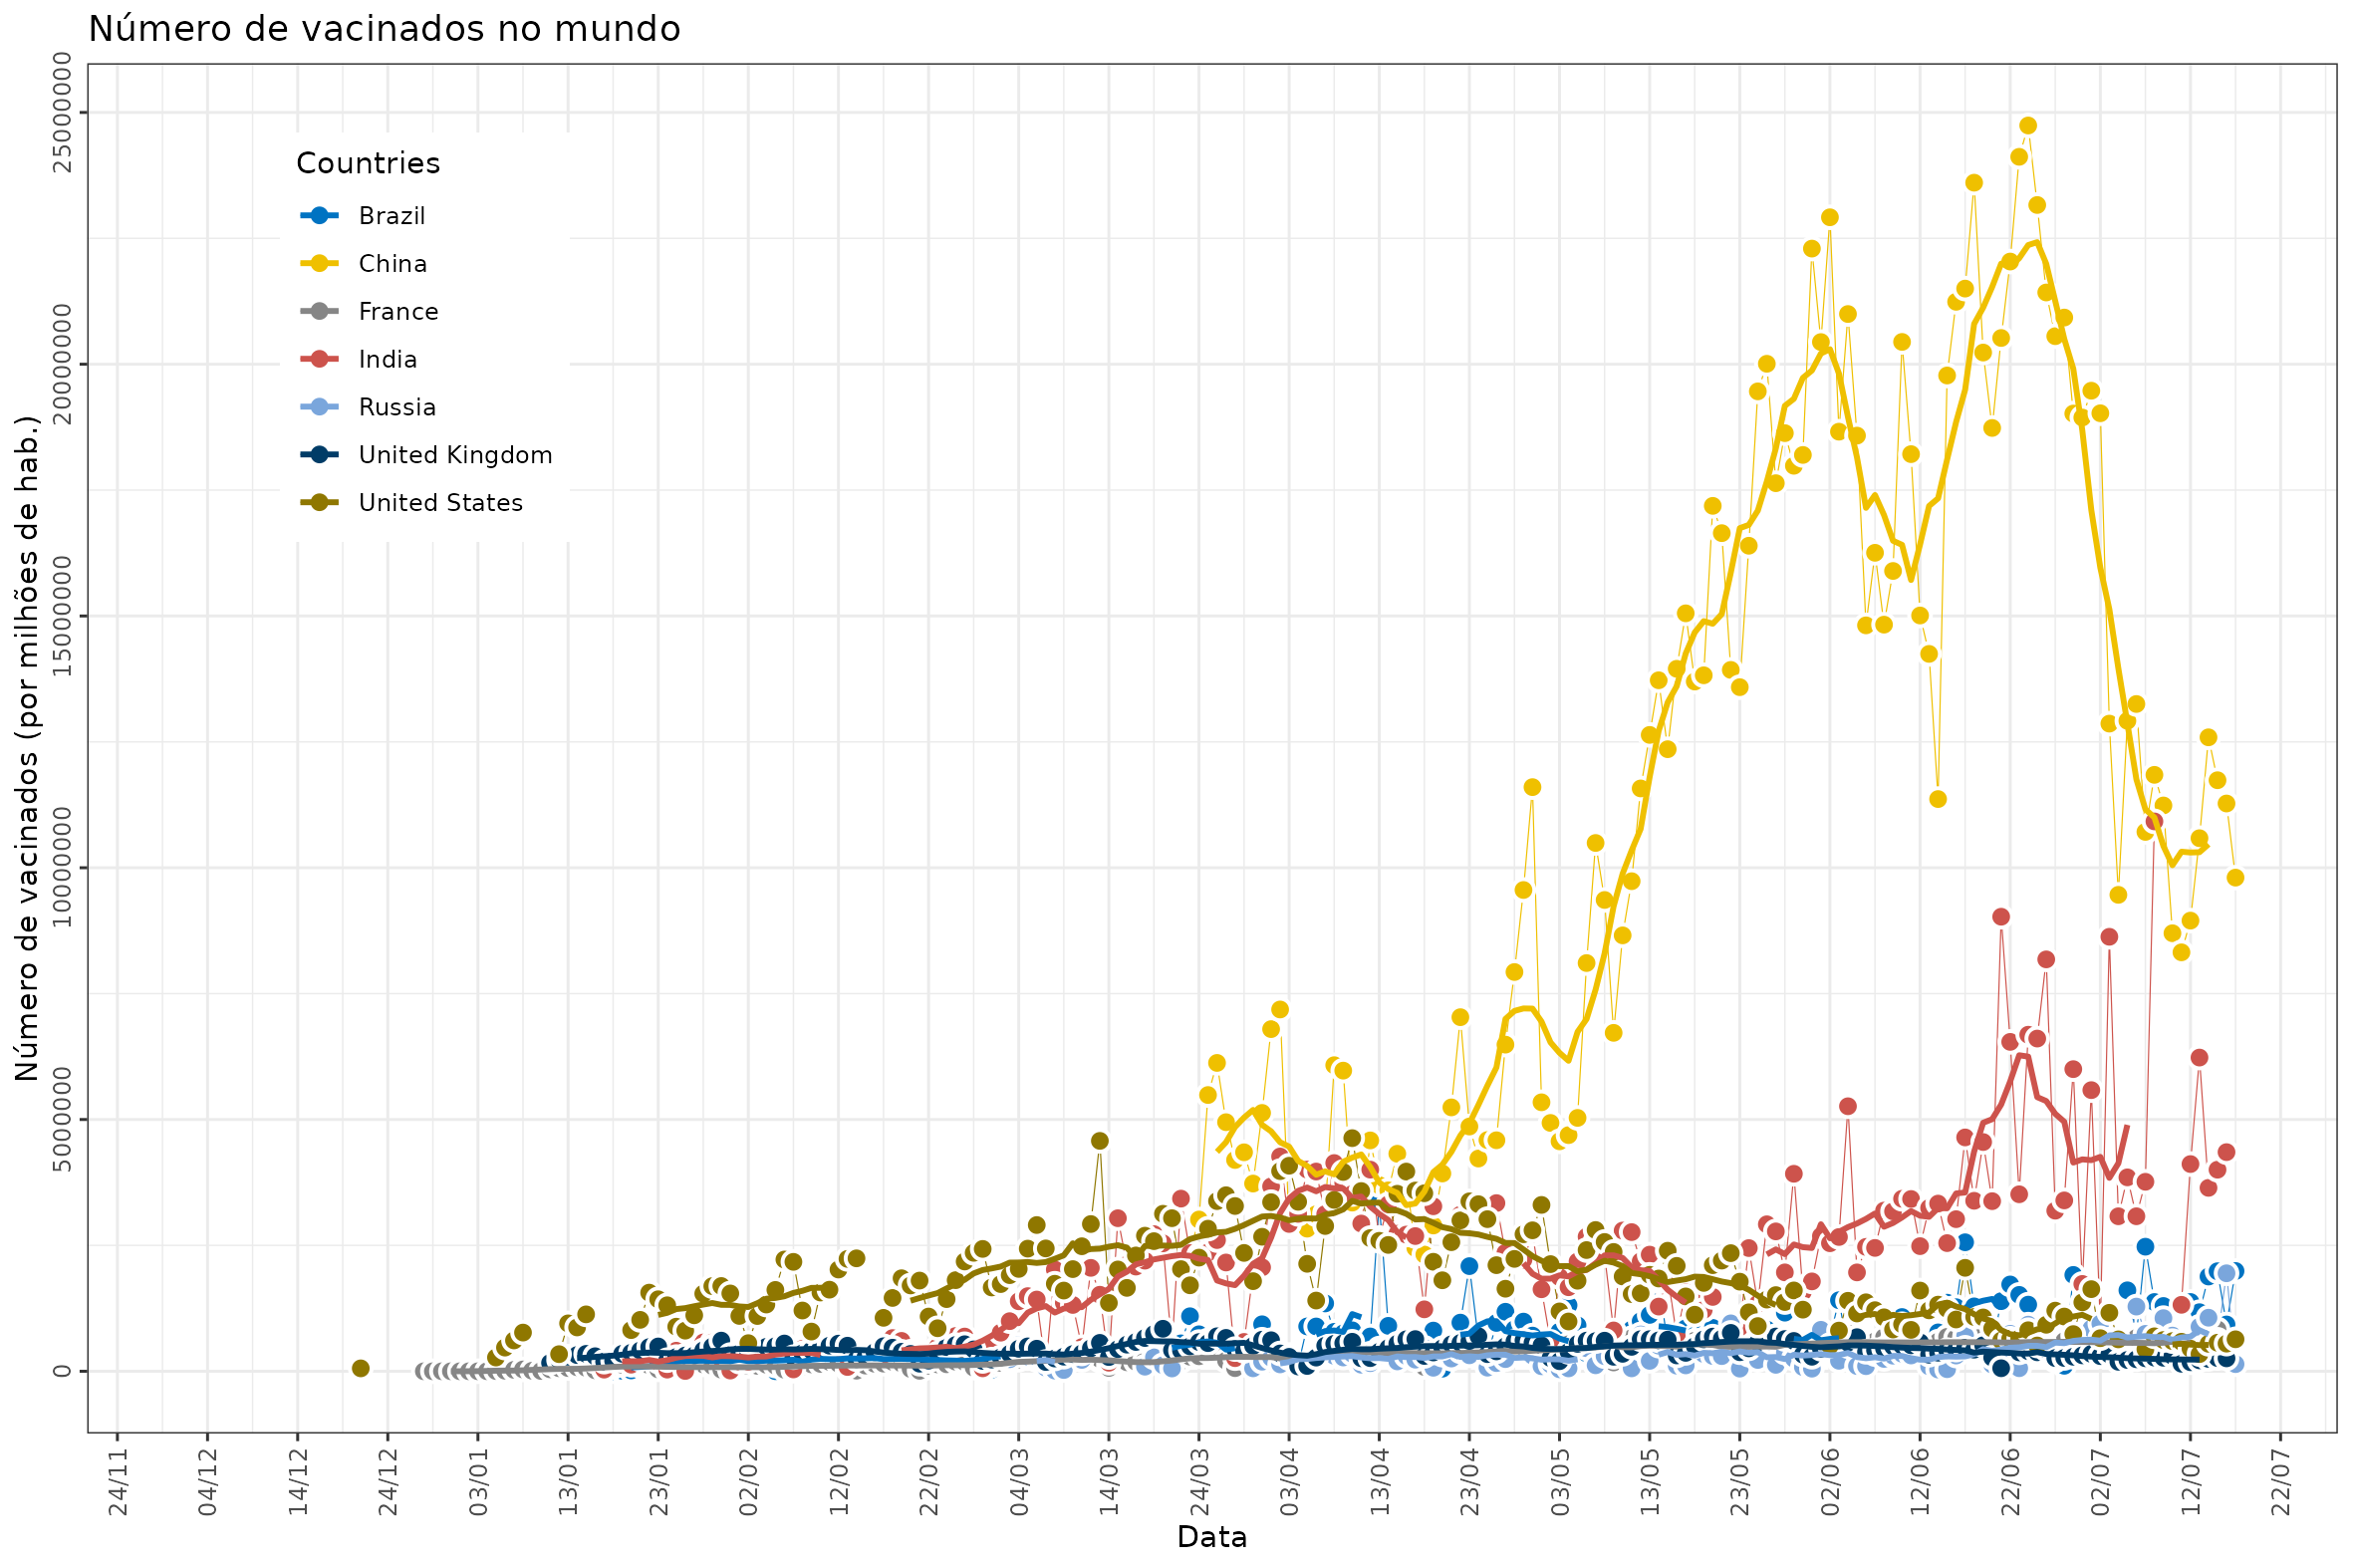 Número de vacinados no mundo
Número de vacinados (por milhões de hab.)
25000000
20000000
15000000
10000000
5000000
0
Countries
Brazil
China
France
India
Russia
United Kingdom
United States
24/11 04/12 14/12 24/12 03/01 13/01 23/01 02/02 12/02 22/02 04/03 14/03 24/03 03/04 13/04 23/04 03/05 13/05 23/05 02/06 12/06 22/06 02/07 12/07 22/07
Data